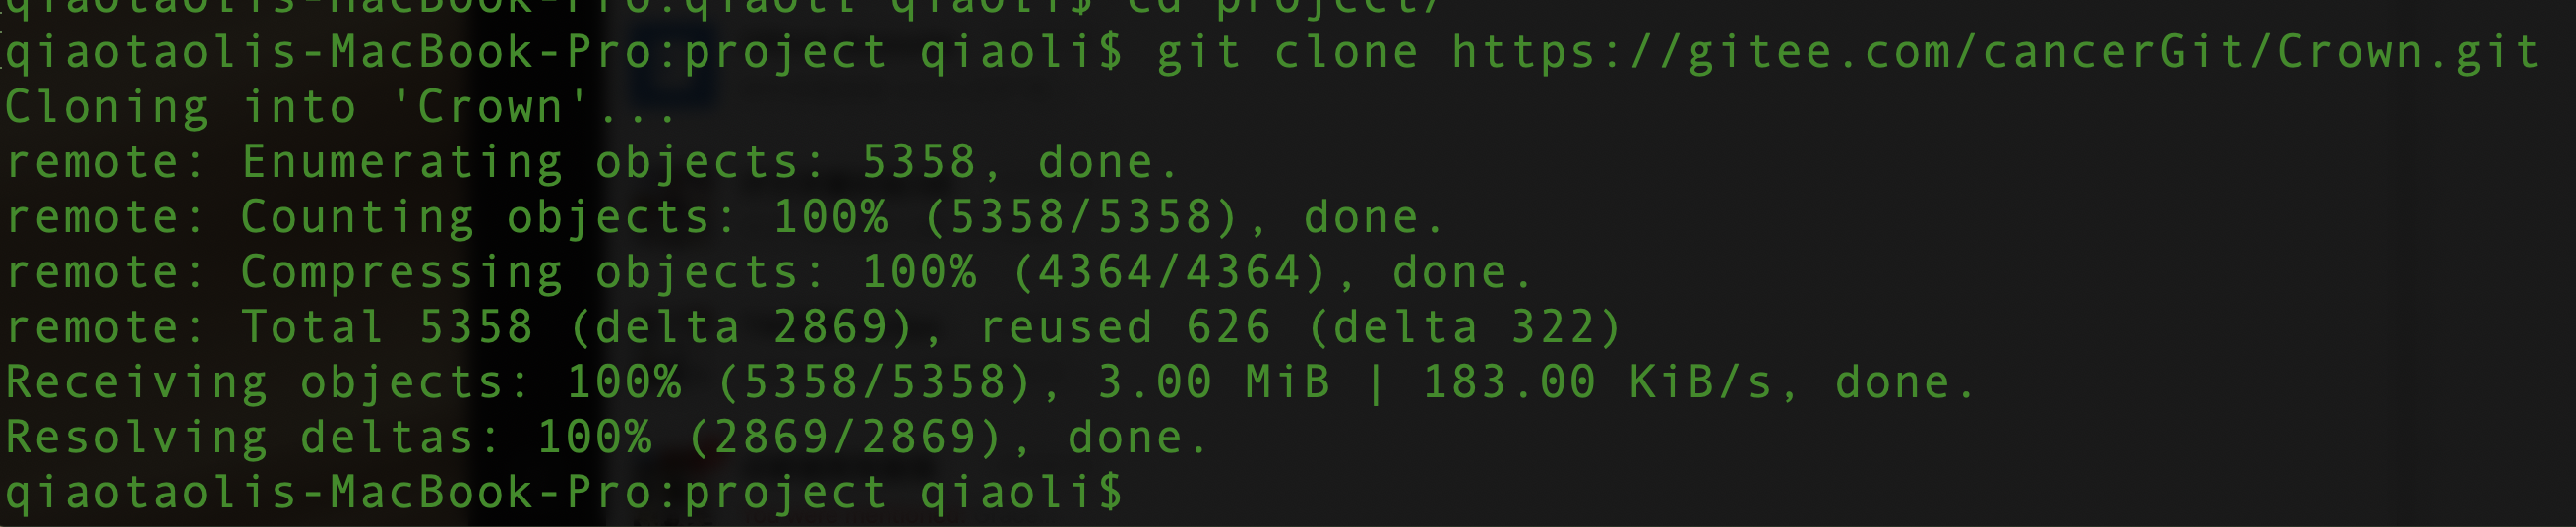 qiaotaolis-MacBook-Pro:qiaoli qiaoli$ cd project/
qiaotaolis-MacBook-Pro:project qiaoli$ git clone https://gitee.com/cancerGit/Crown.git
Cloning into 'Crown'...
remote: Enumerating objects: 5358, done.
remote: Counting objects: 100% (5358/5358), done.
remote: Compressing objects: 100% (4364/4364), done.
remote: Total 5358 (delta 2869), reused 626 (delta 322)
Receiving objects: 100% (5358/5358), 3.00 MiB | 183.00 KiB/s, done.
Resolving deltas: 100% (2869/2869), done.
qiaotaolis-MacBook-Pro:project qiaoli$